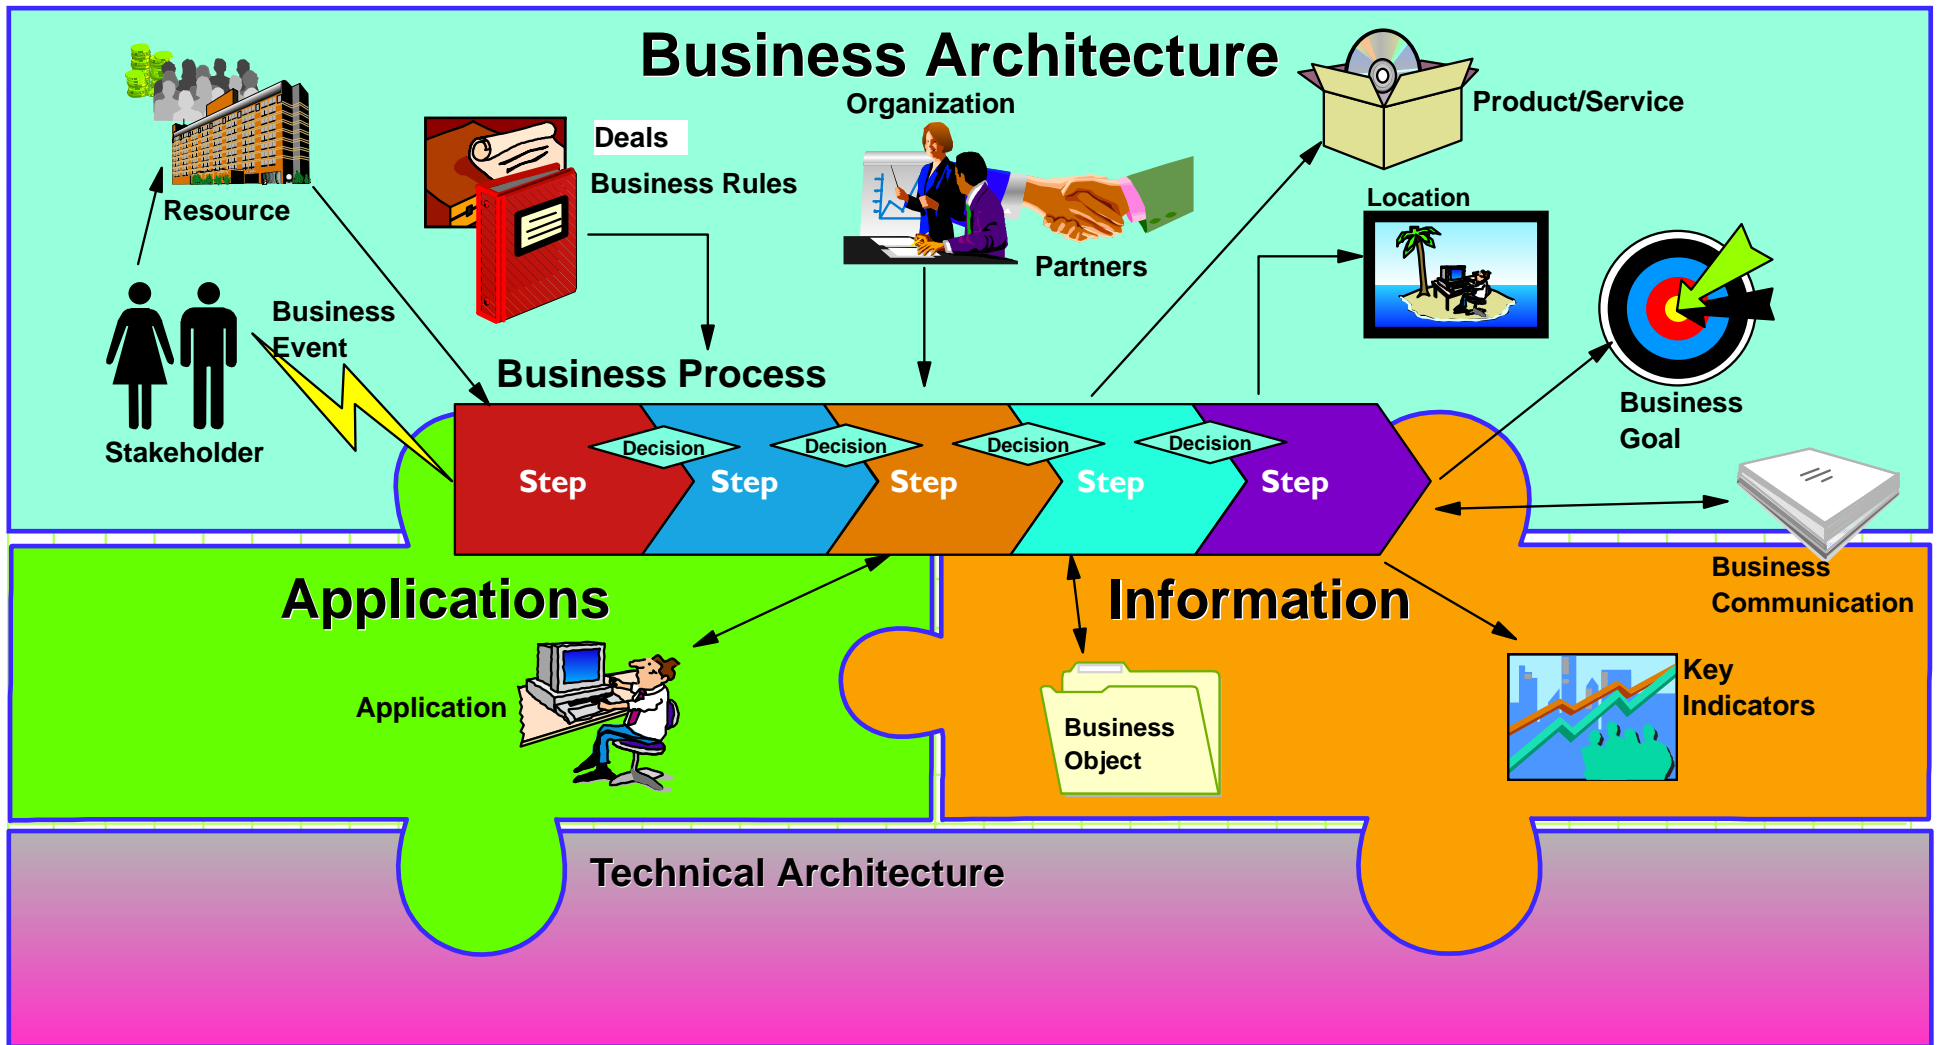 Business Architecture
Organization
Product/Service
Deals
Business Rules
Resource
Location
Partners
Business
Event
Business Process
Business
Goal
Stakeholder
Decision
Decision
Decision
Decision
Step
Step
Step
Step
Step
Business
Communication
Applications
Information
Application
Business
Object
Key
Indicators
Technical Architecture